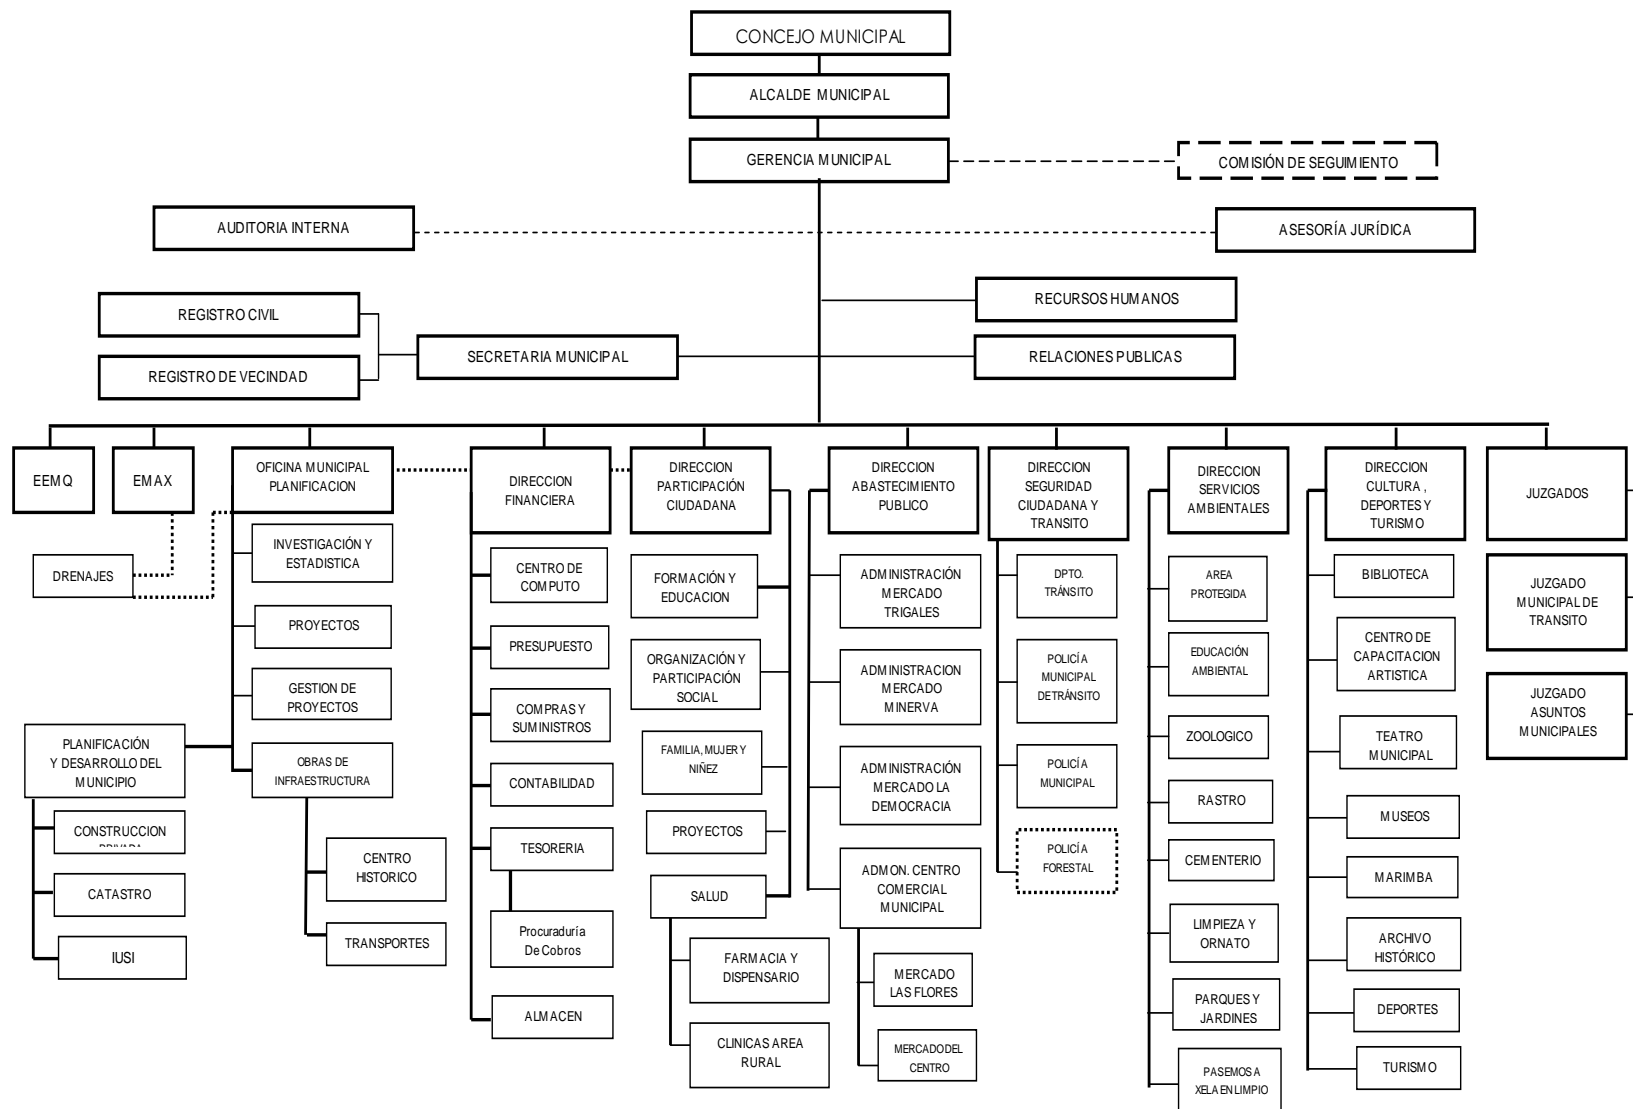 CONCEJO MUNICIPAL
ALCALDE MUNICIPAL
GERENCIA MUNICIPAL
COMISIÓN DE SEGUIMIENTO
AUDITORIA INTERNA
ASESORÍA JURÍDICA
REGISTRO CIVIL
RECURSOS HUMANOS
SECRETARIA MUNICIPAL
RELACIONES PUBLICAS
REGISTRO DE VECINDAD
EEMQ
EMAX
DRENAJES
OFICINA MUNICIPAL
PLANIFICACION
INVESTIGACIÓN Y
ESTADISTICA
PROYECTOS
GESTION DE
PROYECTOS
PLANIFICACIÓN
Y DESARROLLO DEL
MUNICIPIO
CONSTRUCCION
PRIVADA
CATASTRO
IUSI
OBRAS DE
INFRAESTRUCTURA
CENTRO
HISTORICO
TRANSPORTES
DIRECCION
FINANCIERA
CENTRO DE
COMPUTO
PRESUPUESTO
COMPRAS Y
SUMINISTROS
CONTABILIDAD
TESORERIA
Procuraduría
De Cobros
ALMACEN
DIRECCION
PARTICIPACIÓN
CIUDADANA
FORMACIÓN Y
EDUCACION
ORGANIZACIÓN Y
PARTICIPACIÓN
SOCIAL
FAMILIA, MUJER Y
NIÑEZ
PROYECTOS
SALUD
FARMACIA Y
DISPENSARIO
CLINICAS AREA
RURAL
DIRECCION
ABASTECIMIENTO
PUBLICO
ADMINISTRACIÓN
MERCADO
TRIGALES
ADMINISTRACION
MERCADO
MINERVA
ADMINISTRACIÓN
MERCADO LA
DEMOCRACIA
ADMON. CENTRO
COMERCIAL
MUNICIPAL
MERCADO
LAS FLORES
MERCADO DEL
CENTRO
DIRECCION
SEGURIDAD
CIUDADANA Y
TRANSITO
DPTO.
TRÁNSITO
POLICÍA
MUNICIPAL
DE TRÁNSITO
POLICÍA
MUNICIPAL
POLICÍA
FORESTAL
DIRECCION
SERVICIOS
AMBIENTALES
AREA
PROTEGIDA
EDUCACIÓN
AMBIENTAL
ZOOLOGICO
RASTRO
CEMENTERIO
LIMPIEZA Y
ORNATO
PARQUES Y
JARDINES
PASEMOS A
XELA EN LIMPIO
DIRECCION
CULTURA ,
DEPORTES Y
TURISMO
BIBLIOTECA
CENTRO DE
CAPACITACION
ARTISTICA
TEATRO
MUNICIPAL
MUSEOS
MARIMBA
ARCHIVO
HISTÓRICO
DEPORTES
TURISMO
JUZGADOS
JUZGADO
MUNICIPAL DE
TRANSITO
JUZGADO
ASUNTOS
MUNICIPALES